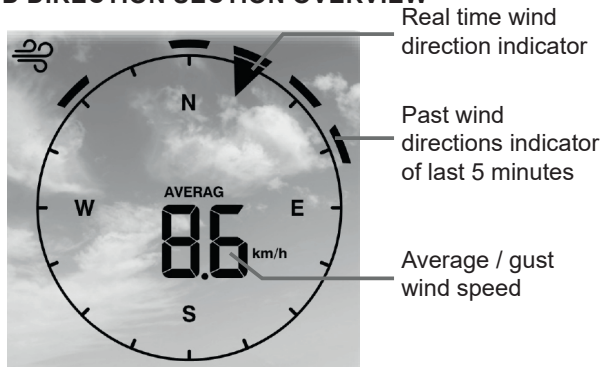 D DIRECTION SECTION OVERVIEW
Real time wind
direction indicator
N
Past wind
directions indicator
of last 5 minutes
AVERAG
W
E
8.6 km/h
Average / gust
wind speed
S